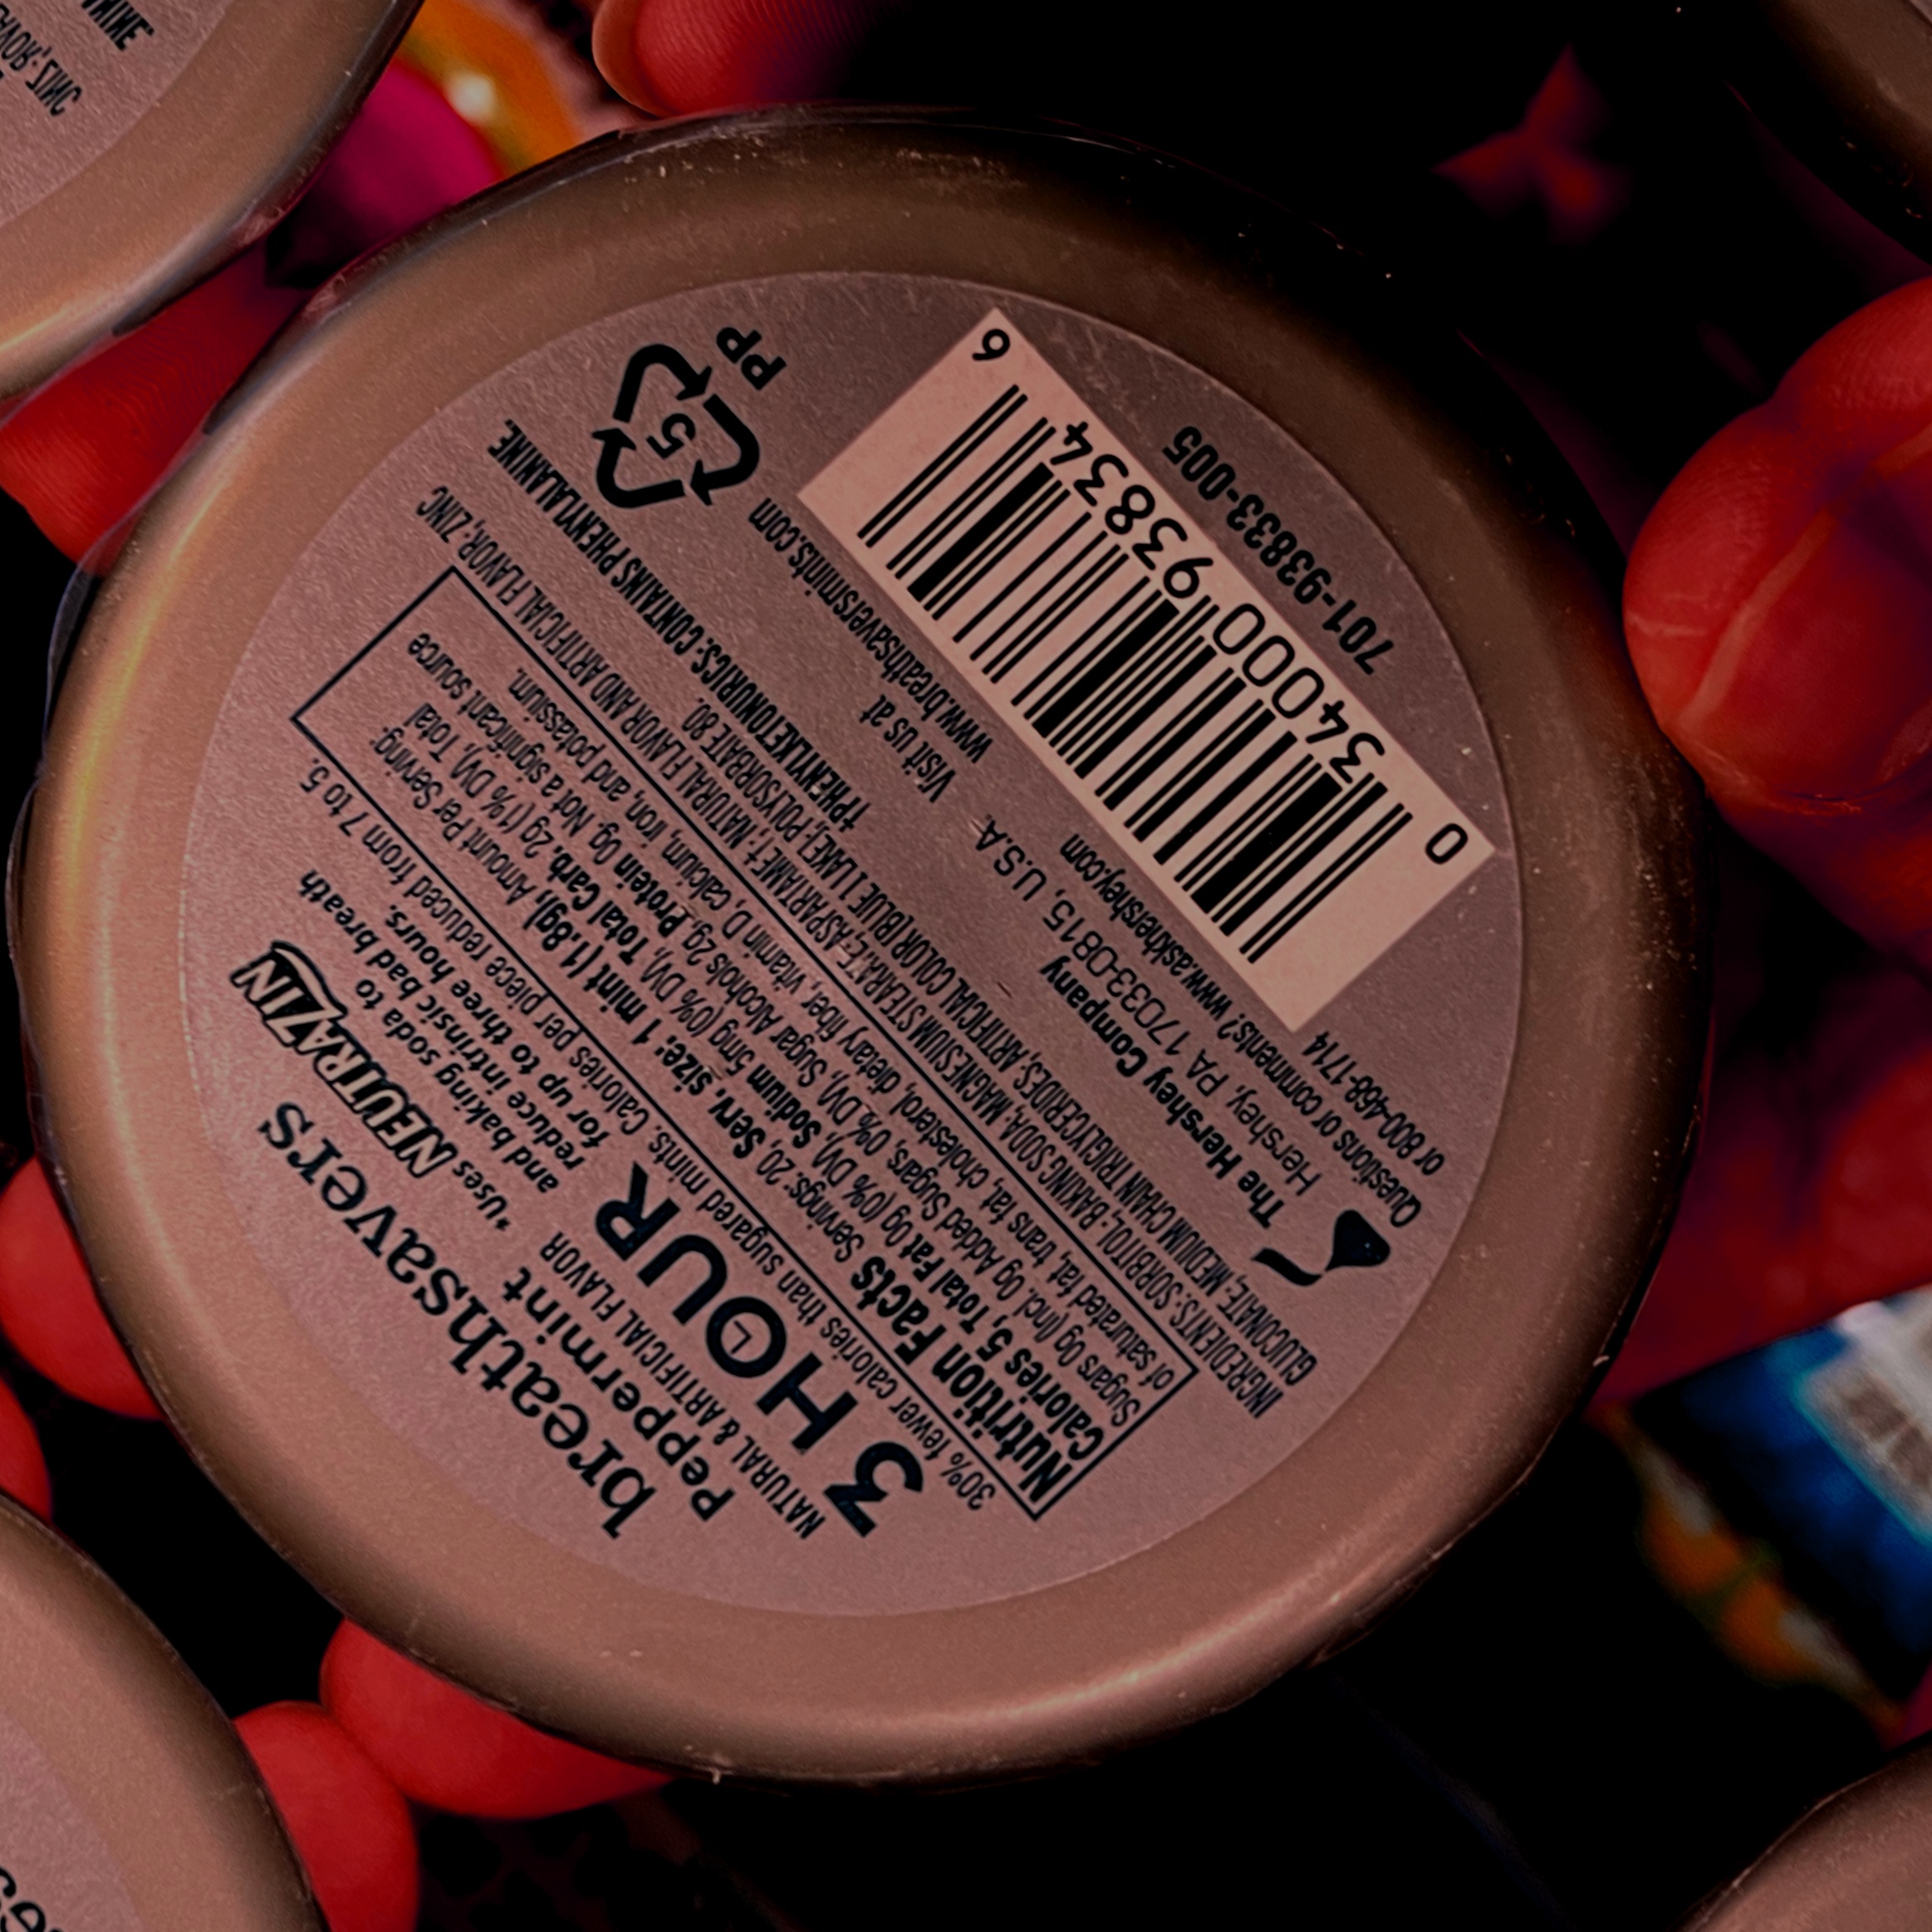 breathsavers
Peppermint
NATURAL & ARTIFICIAL FLAVOR
3 HOUR
*Uses NEUTRAZIN
and baking soda to
reduce intrinsic bad breath
for up to three hours.
30% fewer calories than sugared mints. Calories per piece reduced from 7 to 5.
Nutrition Facts Servings: 20 Serv. size: 1 mint (1.8g), Amount Per Serving:
Calories 5, Total Fat 0g (0% DV), Sodium 5mg (0% DV), Total Carb. 2g (1% DV), Total
Sugars 0g (Incl. 0g Added Sugars, 0% DV), Sugar Alcohols 2g, Protein 0g. Not a significant source
of saturated fat, trans fat, cholesterol, dietary fiber, vitamin D, calcium, iron, and potassium.
INGREDIENTS: SORBITOL; BAKING SODA; MAGNESIUM STEARATE; ASPARTAME†; NATURAL FLAVOR AND ARTIFICIAL FLAVOR; ZINC
GLUCONATE; MEDIUM CHAIN TRIGLYCERIDES; ARTIFICIAL COLOR (BLUE 1 LAKE); POLYSORBATE 80.
†PHENYLKETONURICS: CONTAINS PHENYLALANINE.
The Hershey Company
Hershey, PA 17033-0815, U.S.A.
Questions or comments? www.askhershey.com
or 800-468-1714
Visit us at
www.breathsaversmints.com
5
PP
0 34000 93834 6
701-93833-005
ZINC